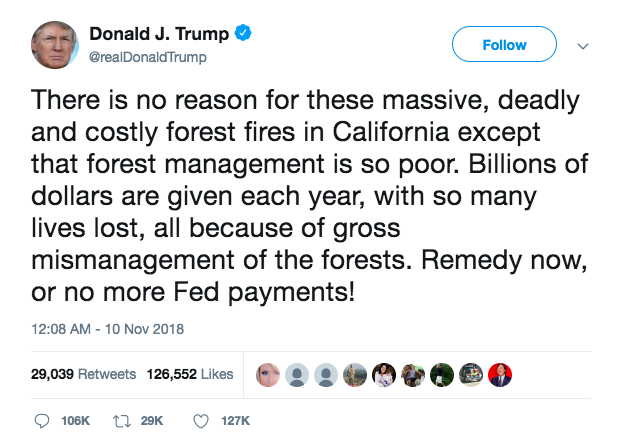 Donald J. Trump
@realDonaldTrump
Follow
There is no reason for these massive, deadly
and costly forest fires in California except
that forest management is so poor. Billions of
dollars are given each year, with so many
lives lost, all because of gross
mismanagement of the forests. Remedy now,
or no more Fed payments!
12:08 AM - 10 Nov 2018
29,039 Retweets 126,552 Likes
106K 29K 127K